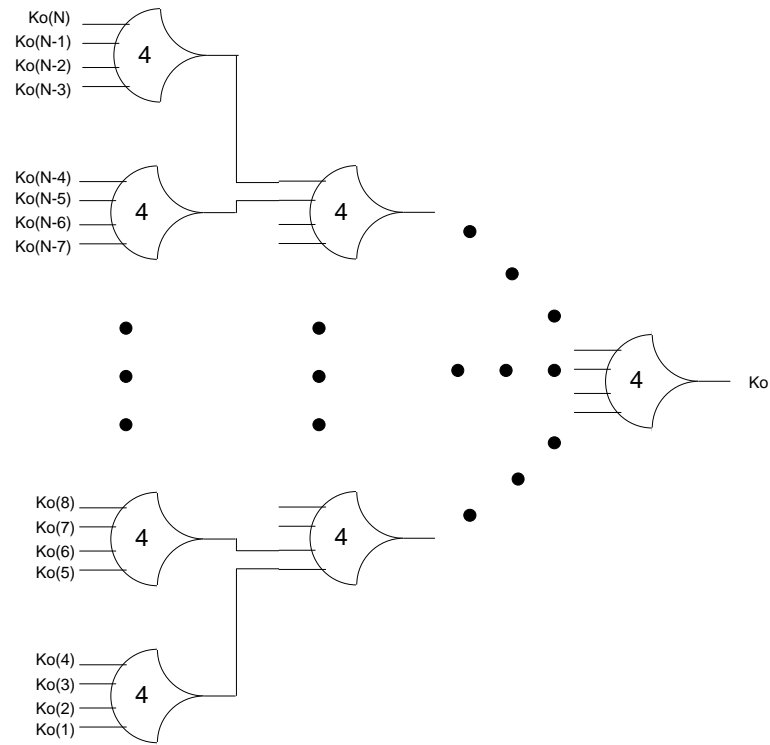 Ko(N)
Ko(N-1)
Ko(N-2)
Ko(N-3)
4
Ko(N-4)
Ko(N-5)
Ko(N-6)
Ko(N-7)
4
4
4
Ko
Ko(8)
Ko(7)
Ko(6)
Ko(5)
4
4
Ko(4)
Ko(3)
Ko(2)
Ko(1)
4